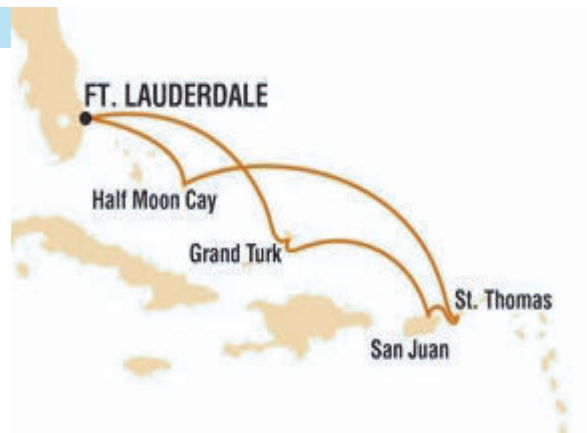 FT. LAUDERDALE
Half Moon Cay
Grand Turk
St. Thomas
San Juan